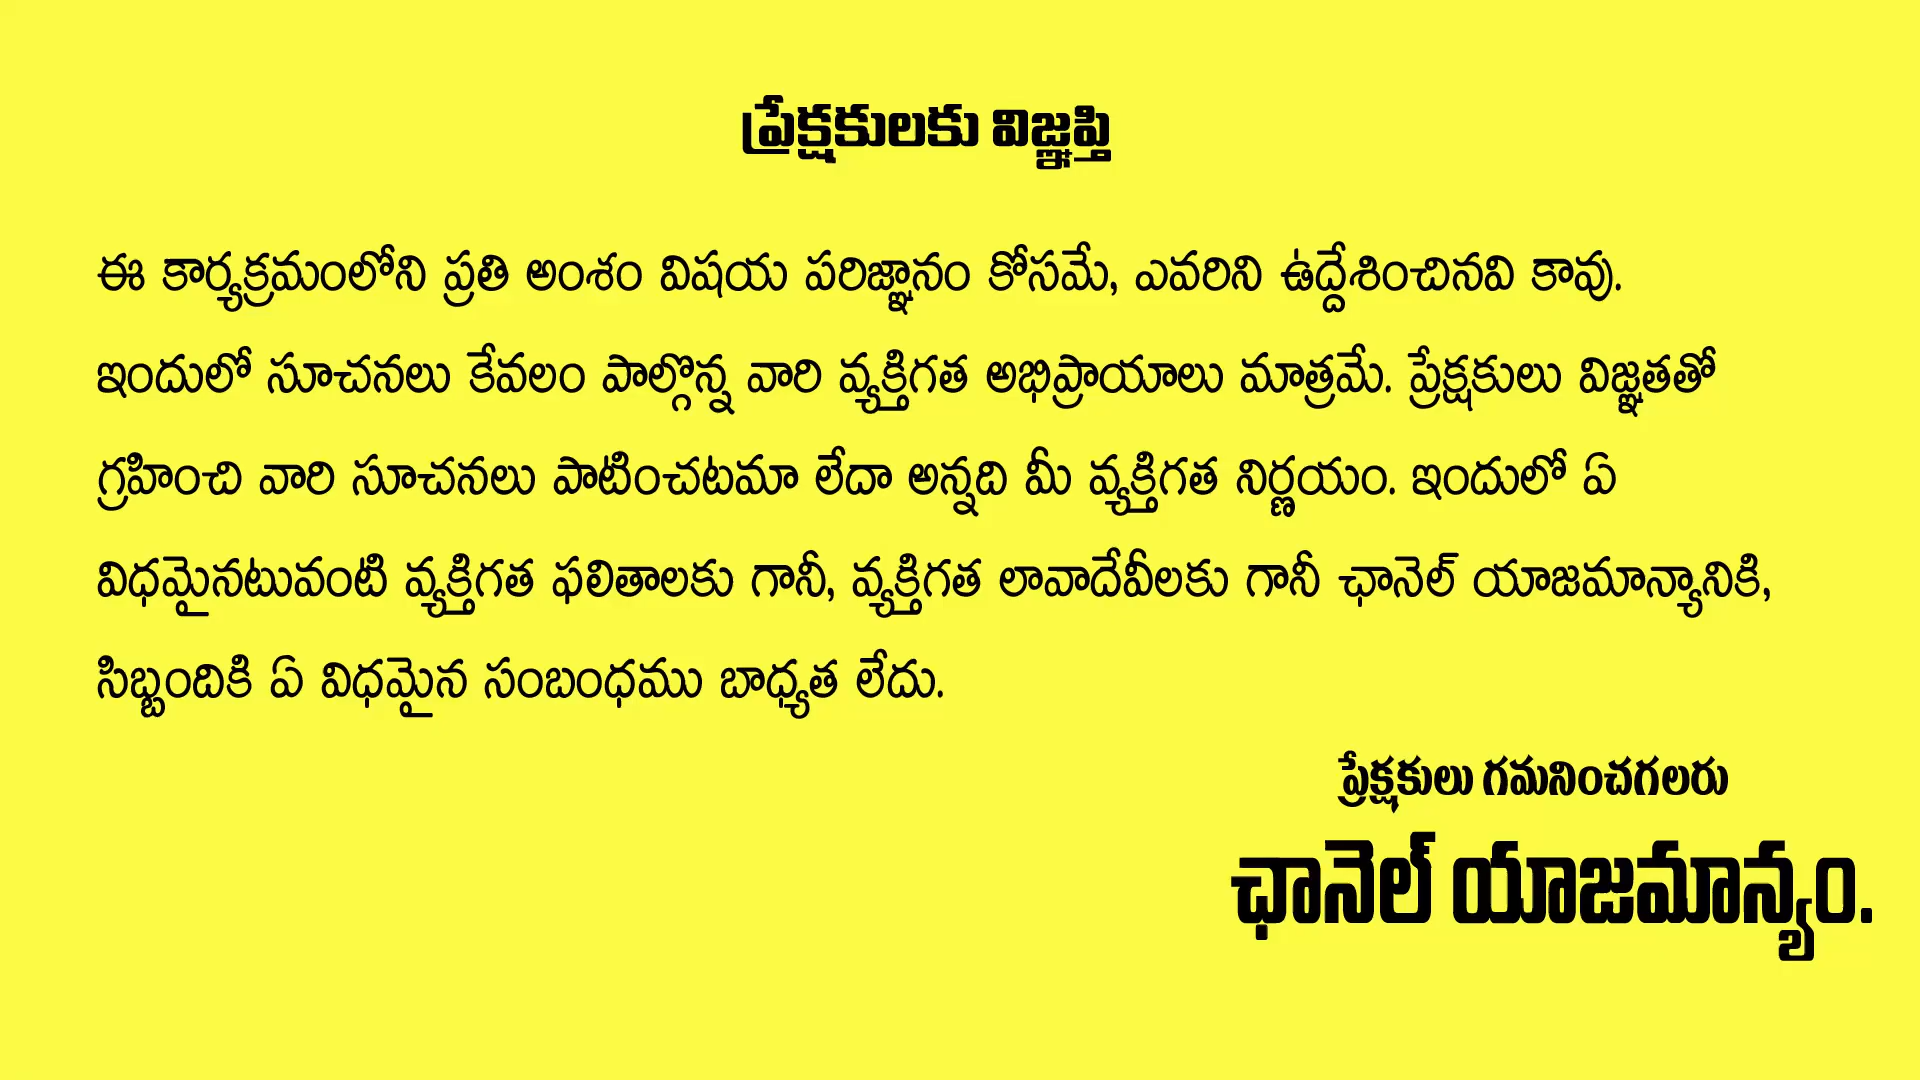 ప్రేక్షకులకు విజ్ఞప్తి
ఈ కార్యక్రమంలోని ప్రతి అంశం విషయ పరిజ్ఞానం కోసమే, ఎవరిని ఉద్దేశించినవి కావు.
ఇందులో సూచనలు కేవలం పాల్గొన్న వారి వ్యక్తిగత అభిప్రాయాలు మాత్రమే. ప్రేక్షకులు విజ్ఞతతో
గ్రహించి వారి సూచనలు పాటించటమా లేదా అన్నది మీ వ్యక్తిగత నిర్ణయం. ఇందులో ఏ
విధమైనటువంటి వ్యక్తిగత ఫలితాలకు గానీ, వ్యక్తిగత లావాదేవీలకు గానీ ఛానెల్ యాజమాన్యానికి,
సిబ్బందికి ఏ విధమైన సంబంధము బాధ్యత లేదు.
ప్రేక్షకులు గమనించగలరు
ఛానెల్ యాజమాన్యం.